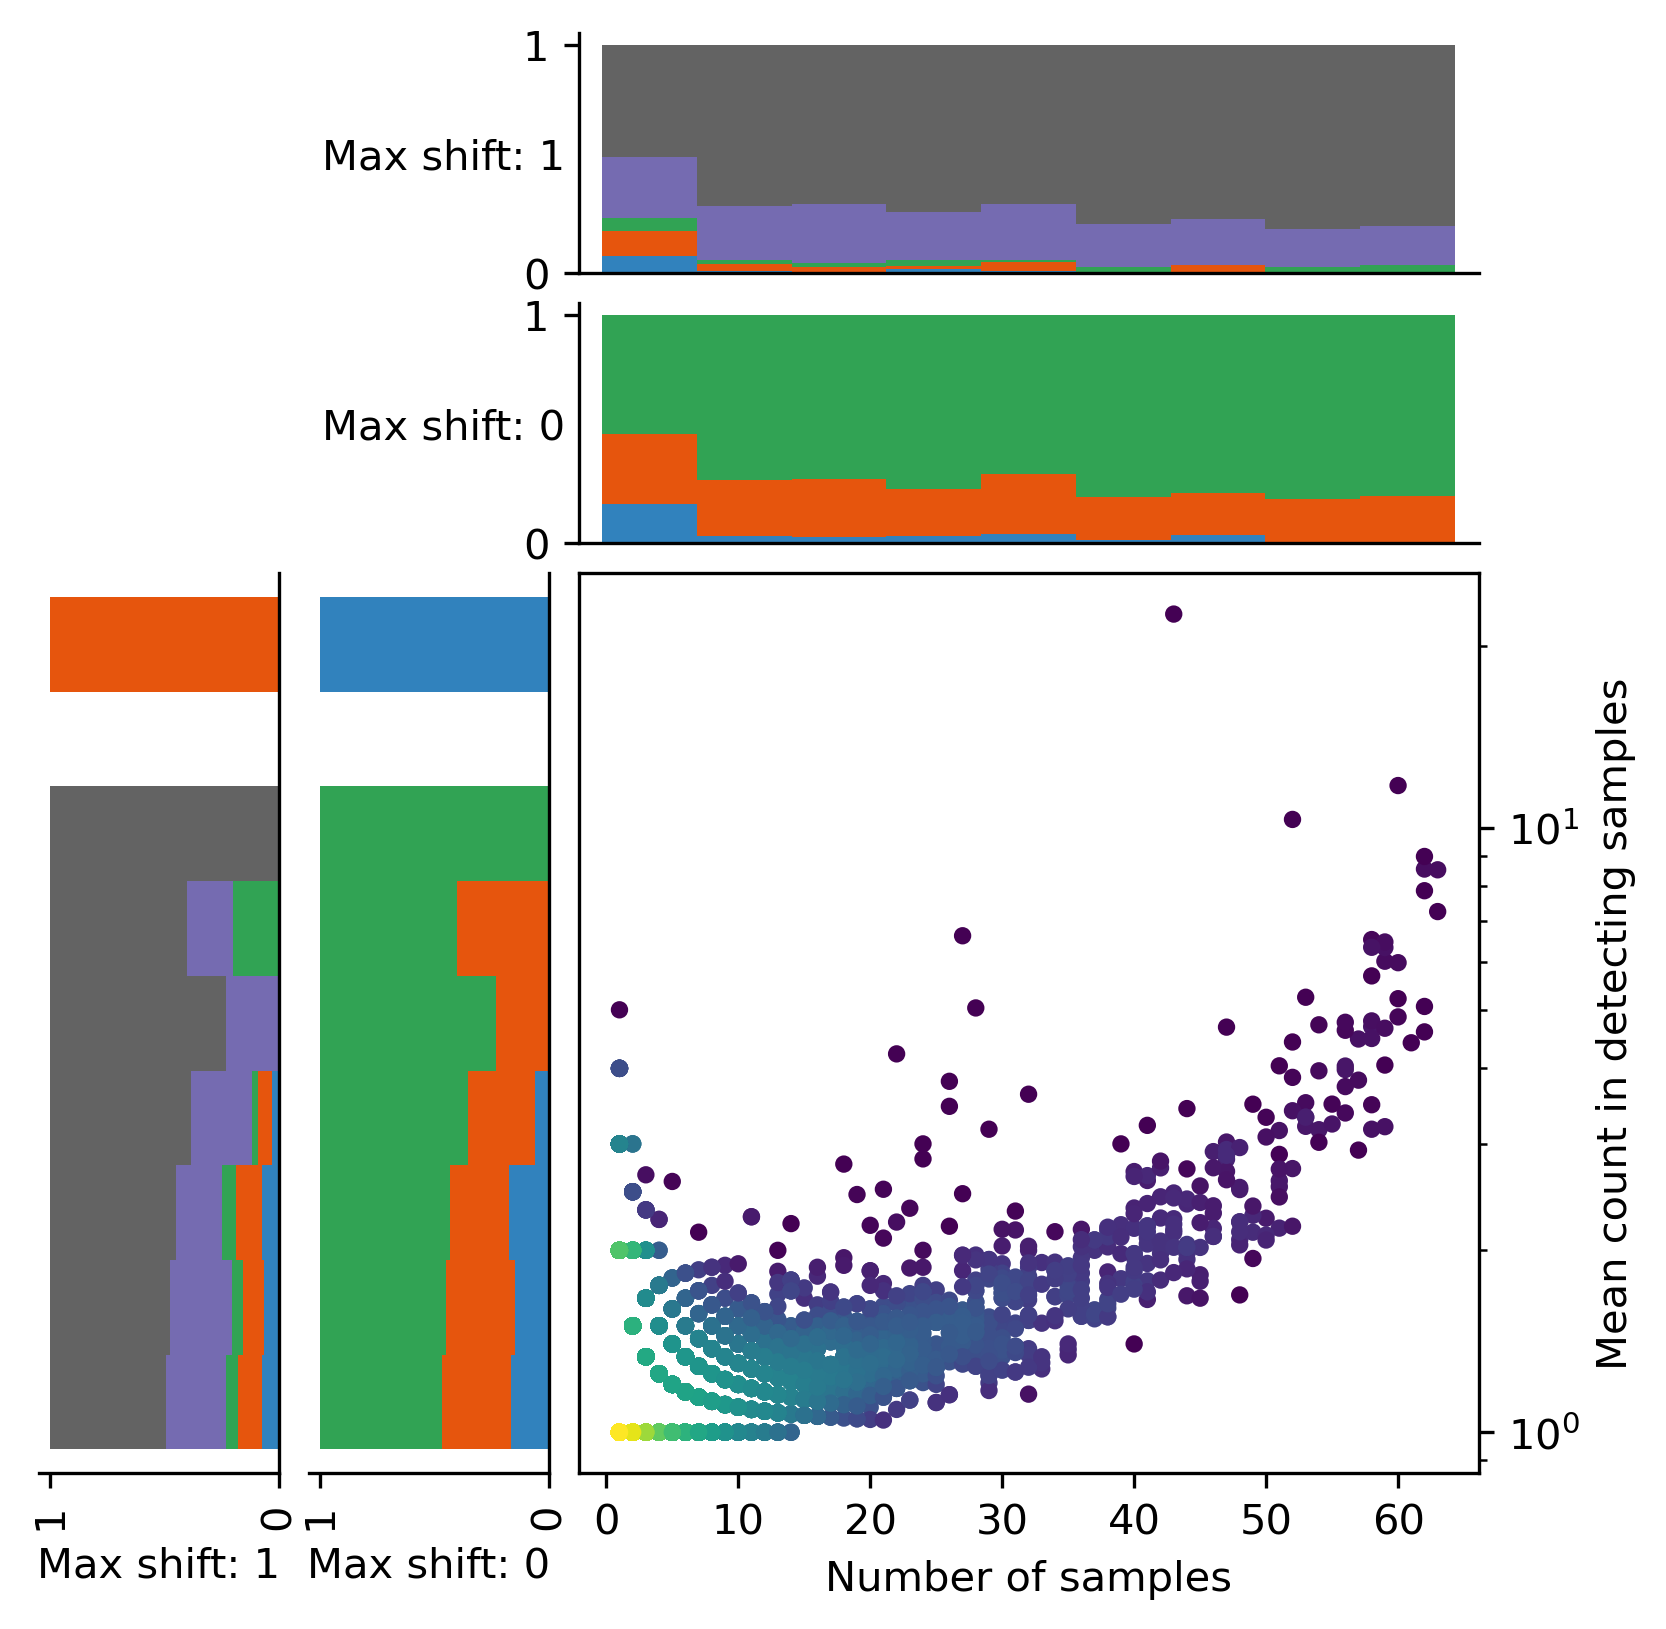 1
Max shift: 1
0
1
Max shift: 0
0
10¹
10⁰
Mean count in detecting samples
1 0
Max shift: 1
1 0
Max shift: 0
0 10 20 30 40 50 60
Number of samples